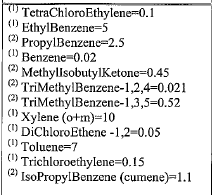 (1) TetraChloroEthylene=0.1
(1) EthylBenzene=5
(2) PropylBenzene=2.5
(1) Benzene=0.02
(2) MethylIsobutylKetone=0.45
(2) TriMethylBenzene-1,2,4=0.021
(2) TriMethylBenzene-1,3,5=0.52
(1) Xylene (o+m)=10
(1) DiChloroEthene -1,2=0.05
(1) Toluene=7
(1) Trichloroethylene=0.15
(2) IsoPropylBenzene (cumene)=1.1